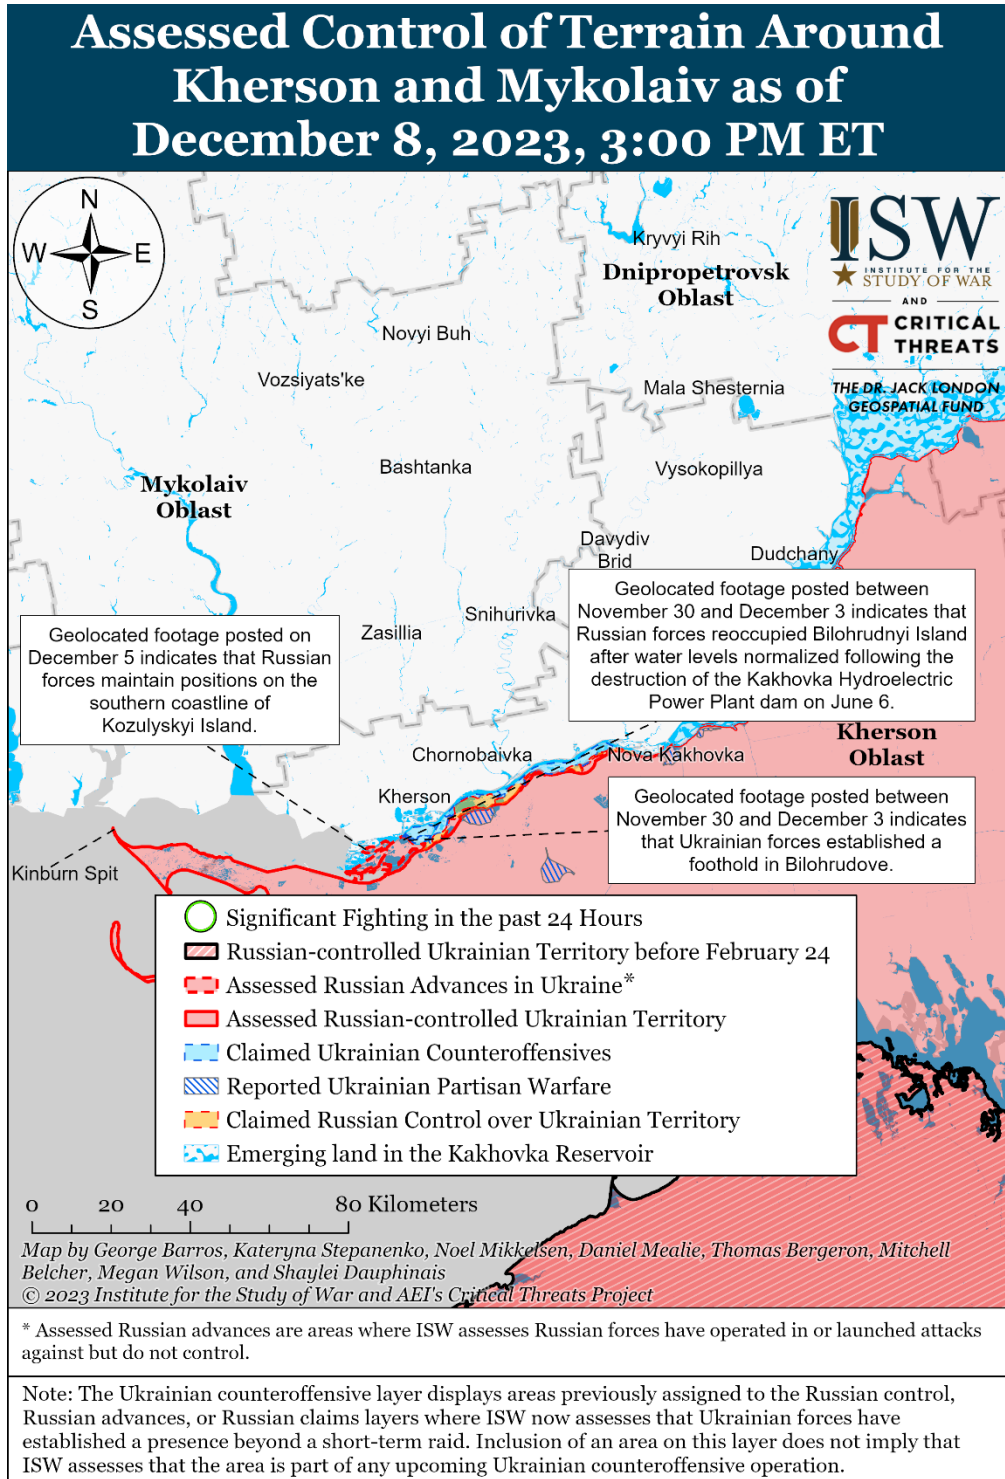 Assessed Control of Terrain Around
Kherson and Mykolaiv as of
December 8, 2023, 3:00 PM ET
N
W E
S
ISW
INSTITUTE FOR THE
STUDY OF WAR
AND
CT CRITICAL
THREATS
THE DR. JACK LONDON
GEOSPATIAL FUND
Kryvyi Rih
Dnipropetrovsk
Oblast
Novyi Buh
Vozsiyats'ke
Mala Shesternia
Bashtanka
Vysokopillya
Mykolaiv
Oblast
Davydiv
Brid
Dudchany
Geolocated footage posted between
November 30 and December 3 indicates that
Russian forces reoccupied Bilohrudnyi Island
after water levels normalized following the
destruction of the Kakhovka Hydroelectric
Power Plant dam on June 6.
Snihurivka
Zasillia
Geolocated footage posted on
December 5 indicates that Russian
forces maintain positions on the
southern coastline of
Kozulyskyi Island.
Kherson
Oblast
Chornobaivka
Nova Kakhovka
Kherson
Geolocated footage posted between
November 30 and December 3 indicates
that Ukrainian forces established a
foothold in Bilohrudove.
Kinburn Spit
Significant Fighting in the past 24 Hours
Russian-controlled Ukrainian Territory before February 24
Assessed Russian Advances in Ukraine*
Assessed Russian-controlled Ukrainian Territory
Claimed Ukrainian Counteroffensives
Reported Ukrainian Partisan Warfare
Claimed Russian Control over Ukrainian Territory
Emerging land in the Kakhovka Reservoir
0 20 40 80 Kilometers
Map by George Barros, Kateryna Stepanenko, Noel Mikkelsen, Daniel Mealie, Thomas Bergeron, Mitchell
Belcher, Megan Wilson, and Shaylei Dauphinais
© 2023 Institute for the Study of War and AEI's Critical Threats Project
* Assessed Russian advances are areas where ISW assesses Russian forces have operated in or launched attacks
against but do not control.
Note: The Ukrainian counteroffensive layer displays areas previously assigned to the Russian control,
Russian advances, or Russian claims layers where ISW now assesses that Ukrainian forces have
established a presence beyond a short-term raid. Inclusion of an area on this layer does not imply that
ISW assesses that the area is part of any upcoming Ukrainian counteroffensive operation.